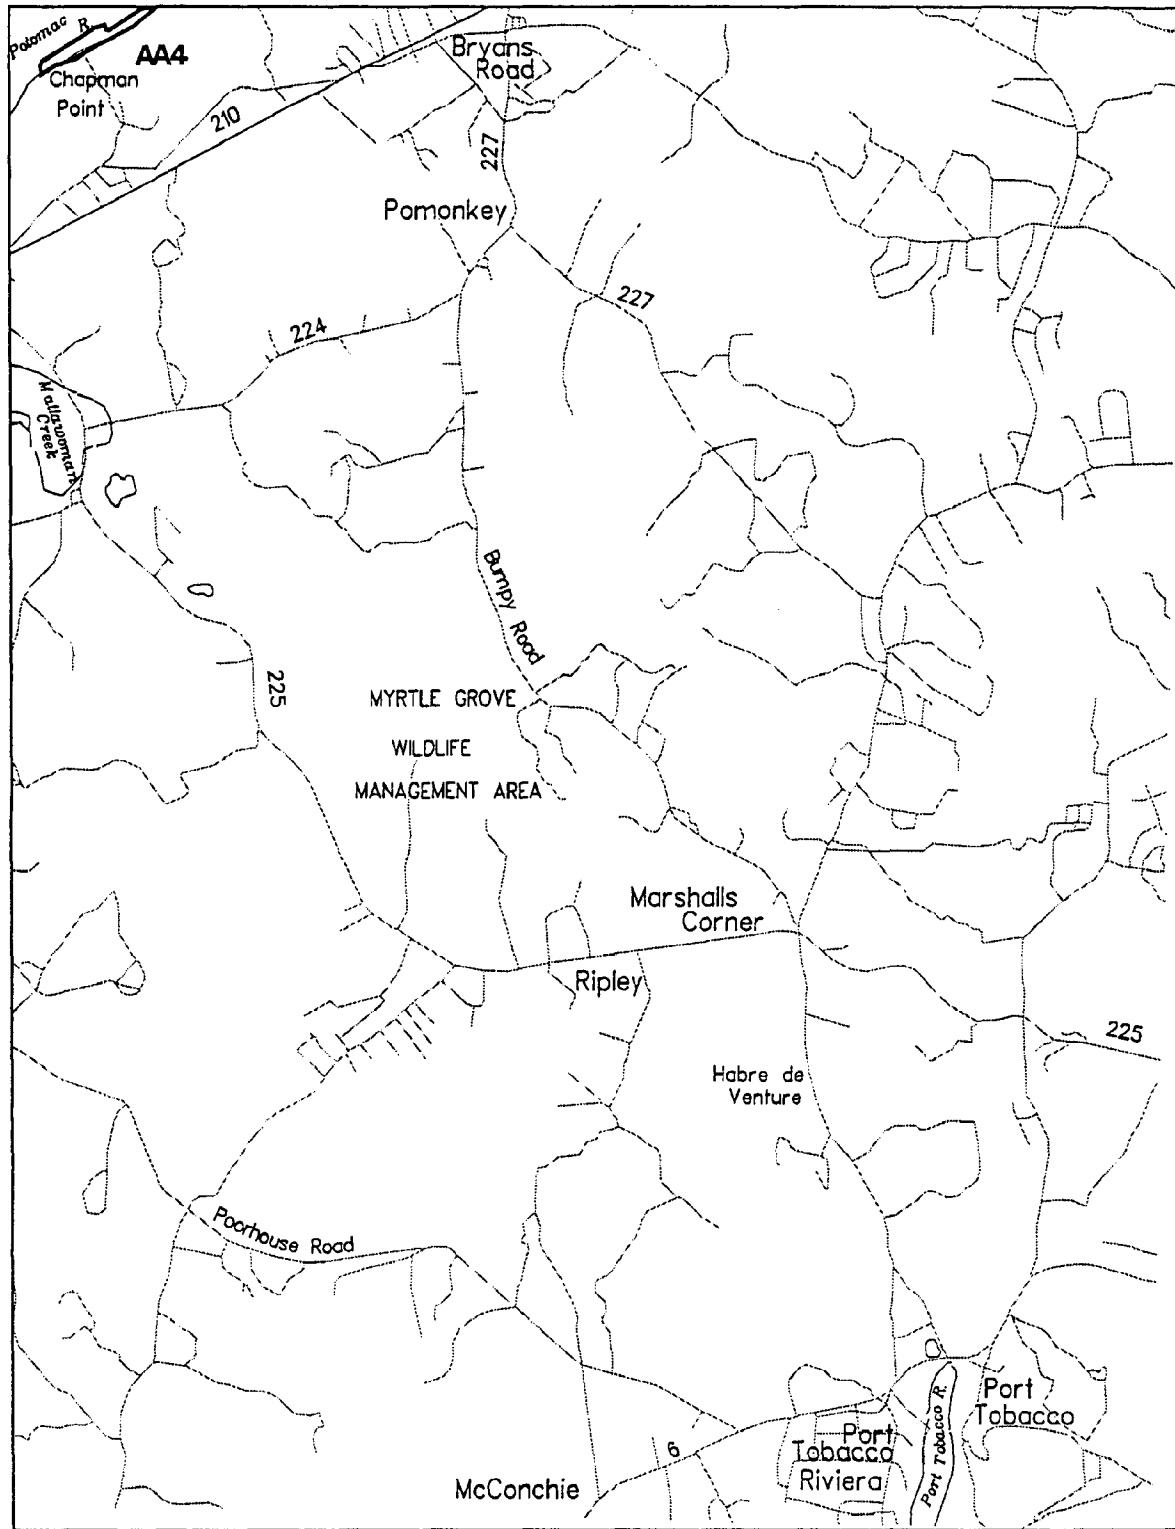 Potomac R.
AA4
Chapman
Point
Bryans
Road
210
227
Pomonkey
227
224
Mattawoman
Creek
Bumpy Road
225
MYRTLE GROVE
WILDLIFE
MANAGEMENT AREA
Marshalls
Corner
Ripley
225
Habre de
Venture
Poorhouse Road
Port
Tobacco
Port Tobacco R.
Port
Tobacco
Riviera
6
McConchie